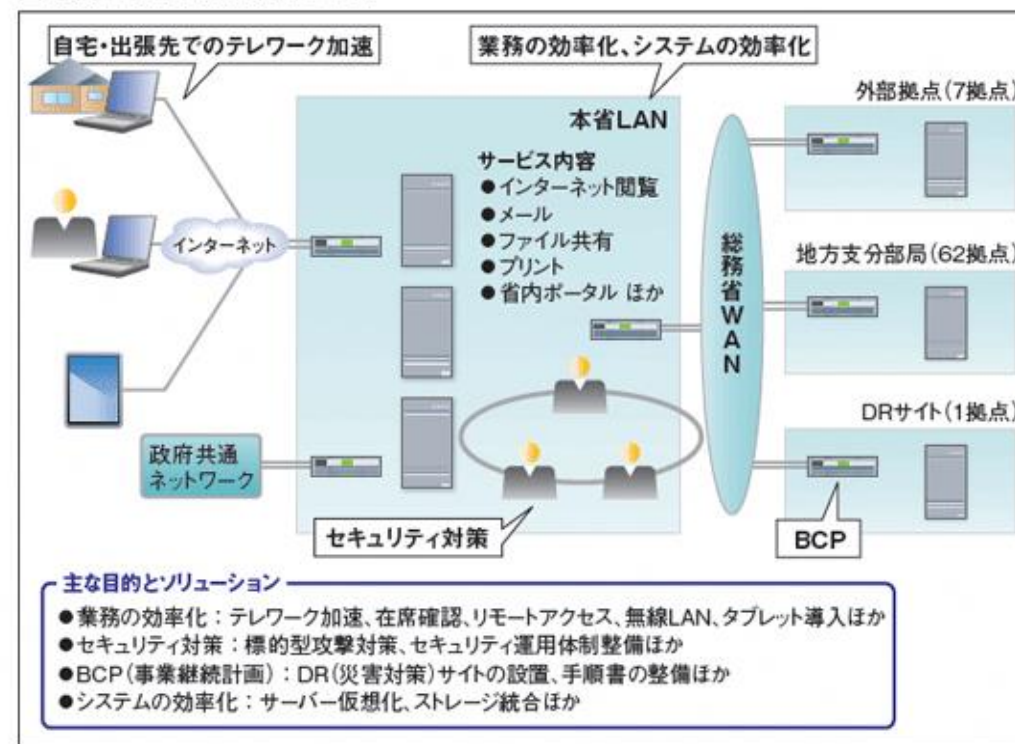 自宅・出張先でのテレワーク加速
業務の効率化、システムの効率化
本省LAN
サービス内容
●インターネット閲覧
●メール
●ファイル共有
●プリント
●省内ポータル ほか
インターネット
政府共通
ネットワーク
セキュリティ対策
総務省WAN
外部拠点(7拠点)
地方支分部局(62拠点)
DRサイト(1拠点)
BCP
主な目的とソリューション
●業務の効率化：テレワーク加速、在席確認、リモートアクセス、無線LAN、タブレット導入ほか
●セキュリティ対策：標的型攻撃対策、セキュリティ運用体制整備ほか
●BCP(事業継続計画)：DR(災害対策)サイトの設置、手順書の整備ほか
●システムの効率化：サーバー仮想化、ストレージ統合ほか